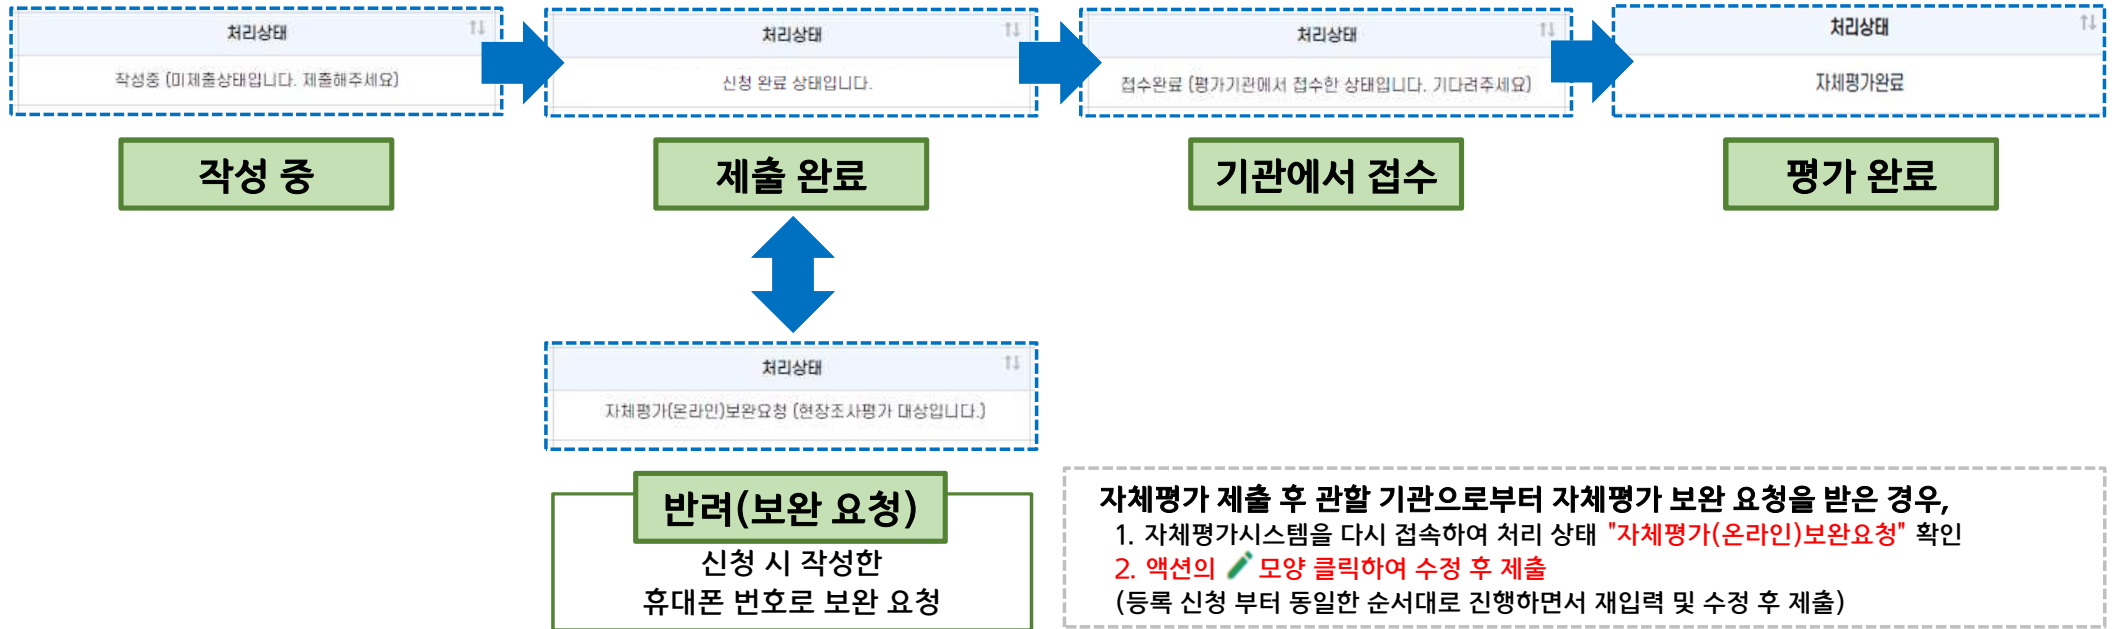 처리상태
작성중 (미제출상태입니다. 제출해주세요)
작성 중
처리상태
신청 완료 상태입니다.
제출 완료
처리상태
접수완료 (평가기관에서 접수한 상태입니다. 기다려주세요)
기관에서 접수
처리상태
자체평가완료
평가 완료
처리상태
자체평가(온라인)보완요청 (현장조사평가 대상입니다.)
반려(보완 요청)
신청 시 작성한
휴대폰 번호로 보완 요청
자체평가 제출 후 관할 기관으로부터 자체평가 보완 요청을 받은 경우,
1. 자체평가시스템을 다시 접속하여 처리 상태 "자체평가(온라인)보완요청" 확인
2. 액션의 모양 클릭하여 수정 후 제출
(등록 신청 부터 동일한 순서대로 진행하면서 재입력 및 수정 후 제출)